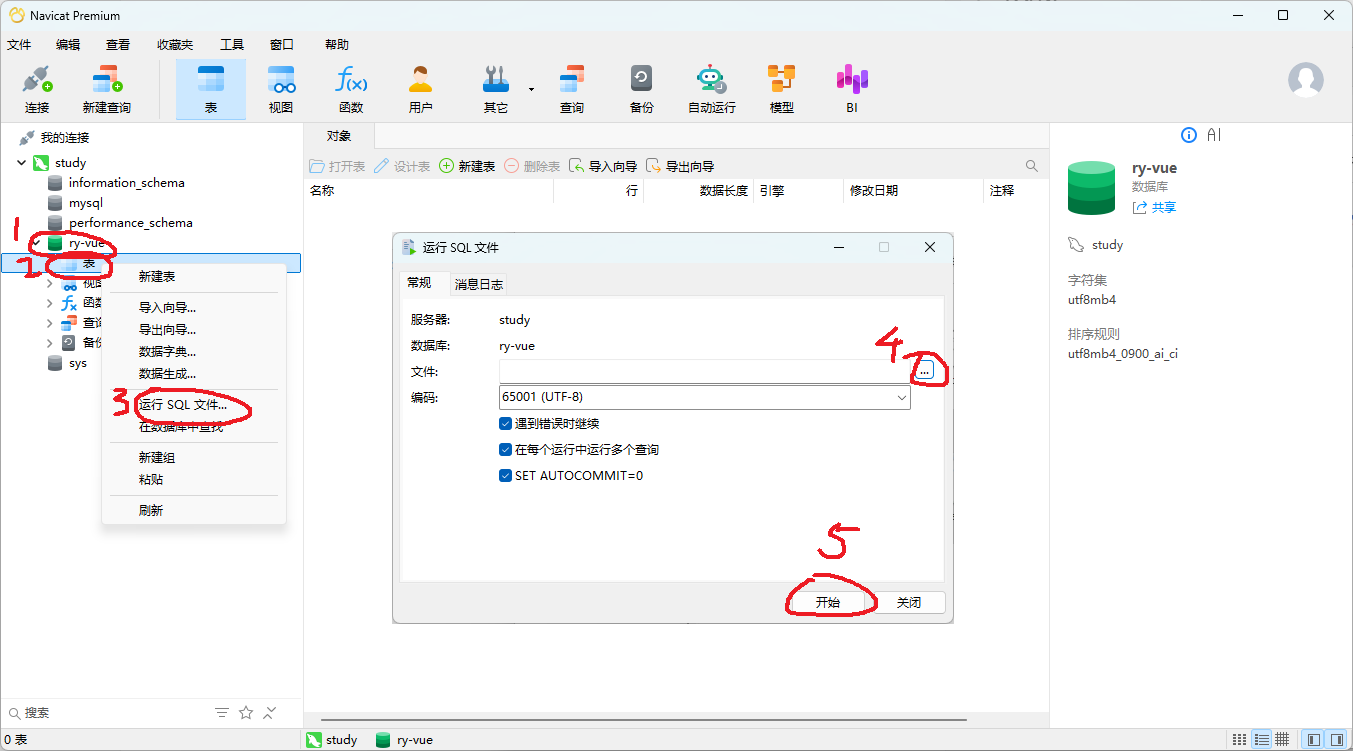 Navicat Premium
文件 编辑 查看 收藏夹 工具 窗口 帮助
连接 新建查询 表 视图 函数 用户 其它 查询 备份 自动运行 模型 BI
f(x)
我的连接
study
information_schema
mysql
performance_schema
1
ry-vue
2
表
视图
函数
查询
备份
sys
新建表
导入向导...
导出向导...
数据字典...
数据生成...
3
运行 SQL 文件...
在数据库中查找
新建组
粘贴
刷新
搜索
对象
打开表 设计表 新建表 删除表 导入向导 导出向导
名称 行 数据长度 引擎 修改日期 注释
运行 SQL 文件
常规 消息日志
服务器: study
数据库: ry-vue
4
文件: ...
编码: 65001 (UTF-8)
遇到错误时继续
在每个运行中运行多个查询
SET AUTOCOMMIT=0
5
开始 关闭
AI
ry-vue
数据库
共享
study
字符集
utf8mb4
排序规则
utf8mb4_0900_ai_ci
0 表 study ry-vue